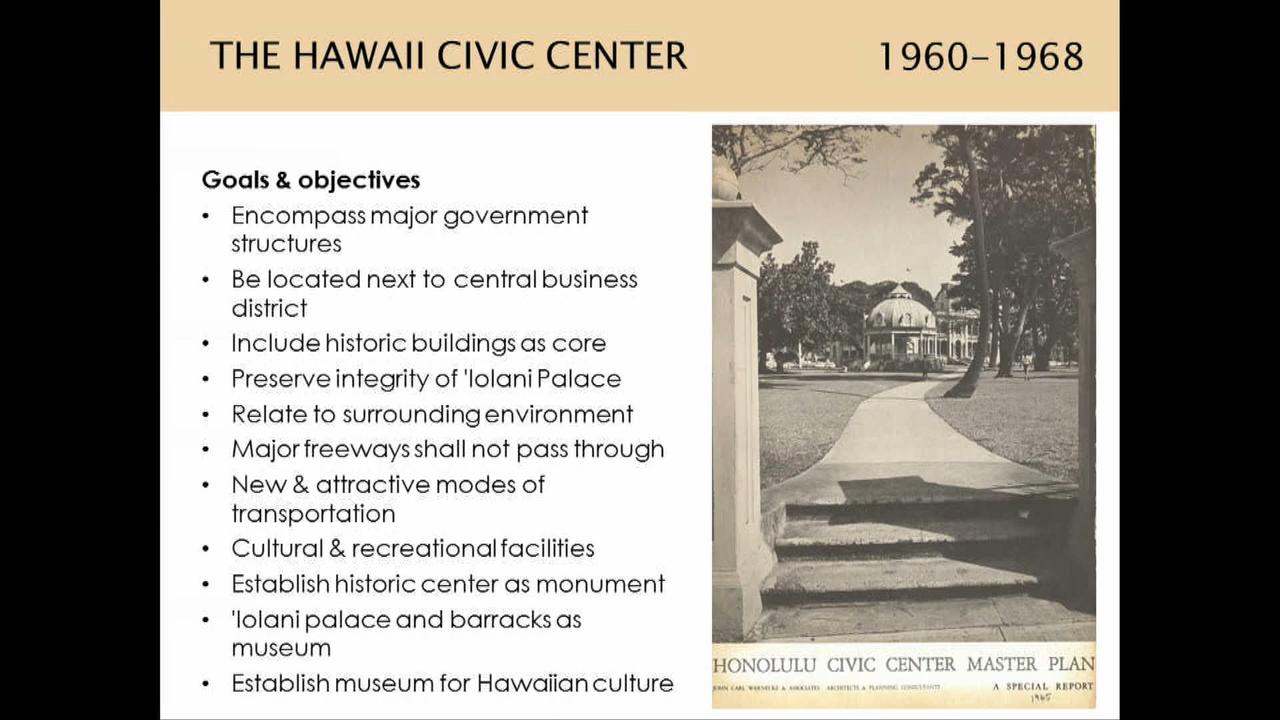 THE HAWAII CIVIC CENTER 1960–1968
Goals & objectives
• Encompass major government
structures
• Be located next to central business
district
• Include historic buildings as core
• Preserve integrity of 'Iolani Palace
• Relate to surrounding environment
• Major freeways shall not pass through
• New & attractive modes of
transportation
• Cultural & recreational facilities
• Establish historic center as monument
• 'Iolani palace and barracks as
museum
• Establish museum for Hawaiian culture
HONOLULU CIVIC CENTER MASTER PLAN
JOHN CARL WARNECKE & ASSOCIATES ARCHITECTS & PLANNING CONSULTANTS A SPECIAL REPORT
1965